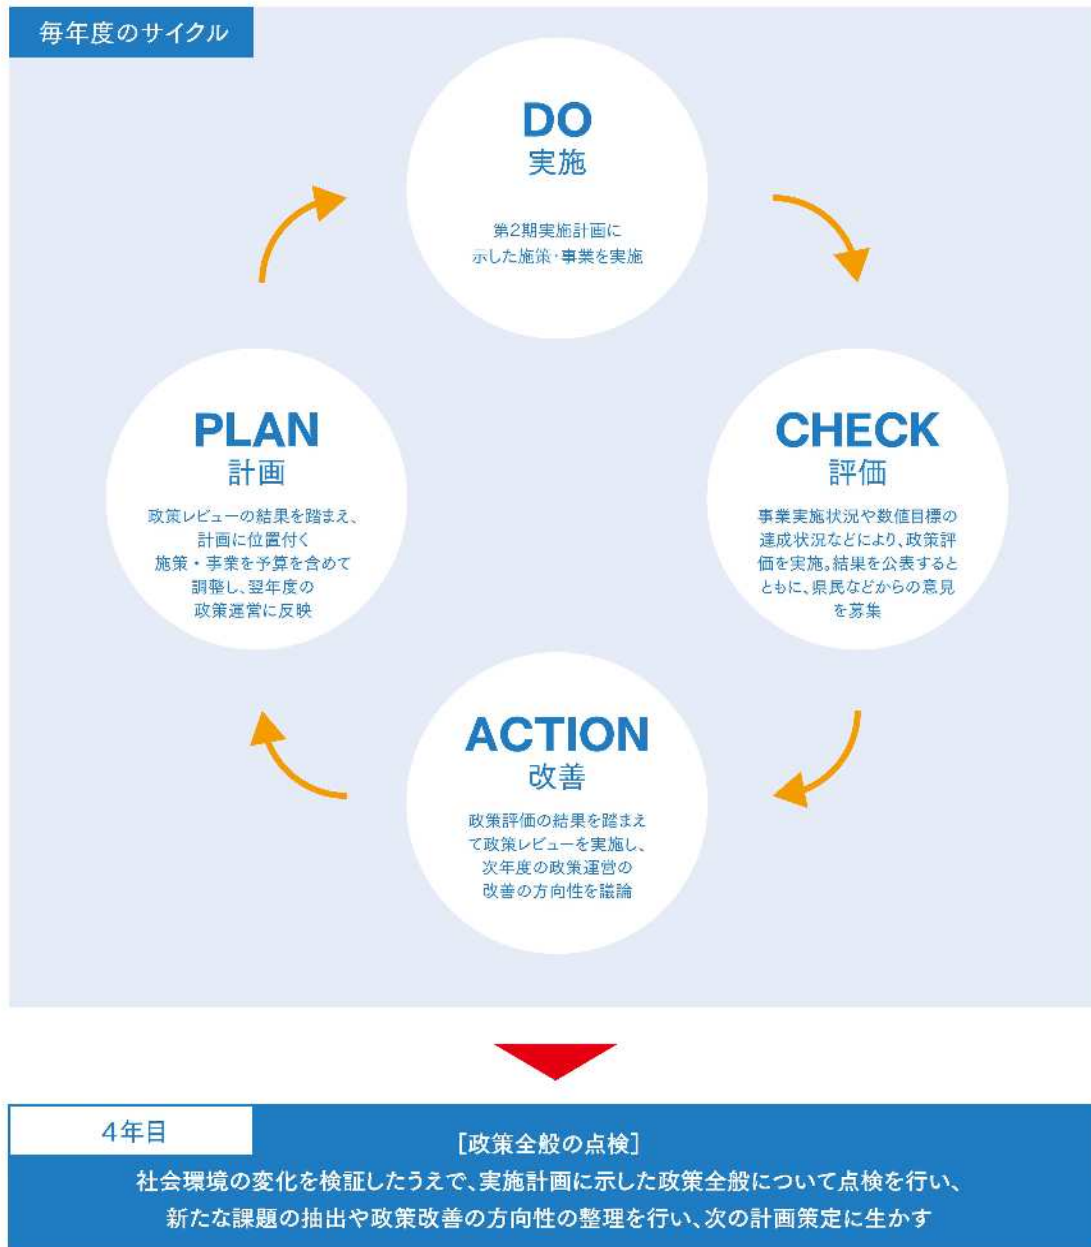 毎年度のサイクル
DO
実施
第2期実施計画に
示した施策・事業を実施
PLAN
計画
政策レビューの結果を踏まえ、
計画に位置付く
施策・事業を予算を含めて
調整し、翌年度の
政策運営に反映
CHECK
評価
事業実施状況や数値目標の
達成状況などにより、政策評
価を実施。結果を公表すると
ともに、県民などからの意見
を募集
ACTION
改善
政策評価の結果を踏まえ
て政策レビューを実施し、
次年度の政策運営の
改善の方向性を議論
4年目
[政策全般の点検]
社会環境の変化を検証したうえで、実施計画に示した政策全般について点検を行い、
新たな課題の抽出や政策改善の方向性の整理を行い、次の計画策定に生かす